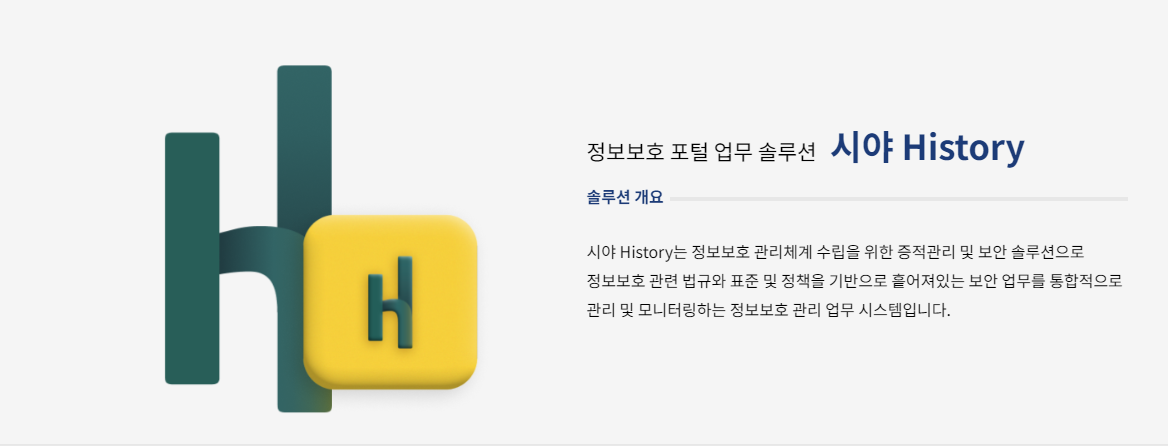 정보보호 포털 업무 솔루션 시야 History
솔루션 개요
시야 History는 정보보호 관리체계 수립을 위한 증적관리 및 보안 솔루션으로
정보보호 관련 법규와 표준 및 정책을 기반으로 흩어져있는 보안 업무를 통합적으로
관리 및 모니터링하는 정보보호 관리 업무 시스템입니다.